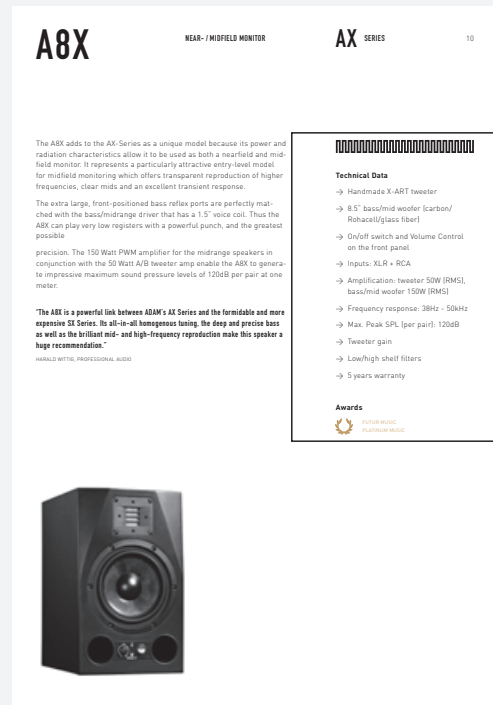 A8X
NEAR- / MIDFIELD MONITOR
AX SERIES
10
The A8X adds to the AX-Series as a unique model because its power and
radiation characteristics allow it to be used as both a nearfield and mid-
field monitor. It represents a particularly attractive entry-level model
for midfield monitoring which offers transparent reproduction of higher
frequencies, clear mids and an excellent transient response.
The extra large, front-positioned bass reflex ports are perfectly mat-
ched with the bass/midrange driver that has a 1.5" voice coil. Thus the
A8X can play very low registers with a powerful punch, and the greatest
possible
precision. The 150 Watt PWM amplifier for the midrange speakers in
conjunction with the 50 Watt A/B tweeter amp enable the A8X to genera-
te impressive maximum sound pressure levels of 120dB per pair at one
meter.
"The A8X is a powerful link between ADAM's AX Series and the formidable and more
expensive SX Series. Its all-in-all homogenous tuning, the deep and precise bass
as well as the brilliant mid- and high-frequency reproduction make this speaker a
huge recommendation."
HARALD WITTIG, PROFESSIONAL AUDIO
Technical Data
→ Handmade X-ART tweeter
→ 8.5" bass/mid woofer (carbon/
Rohacell/glass fiber)
→ On/off switch and Volume Control
on the front panel
→ Inputs: XLR + RCA
→ Amplification: tweeter 50W (RMS),
bass/mid woofer 150W (RMS)
→ Frequency response: 38Hz - 50kHz
→ Max. Peak SPL (per pair): 120dB
→ Tweeter gain
→ Low/high shelf filters
→ 5 years warranty
Awards
FUTUR MUSIC
PLATINUM MUSIC